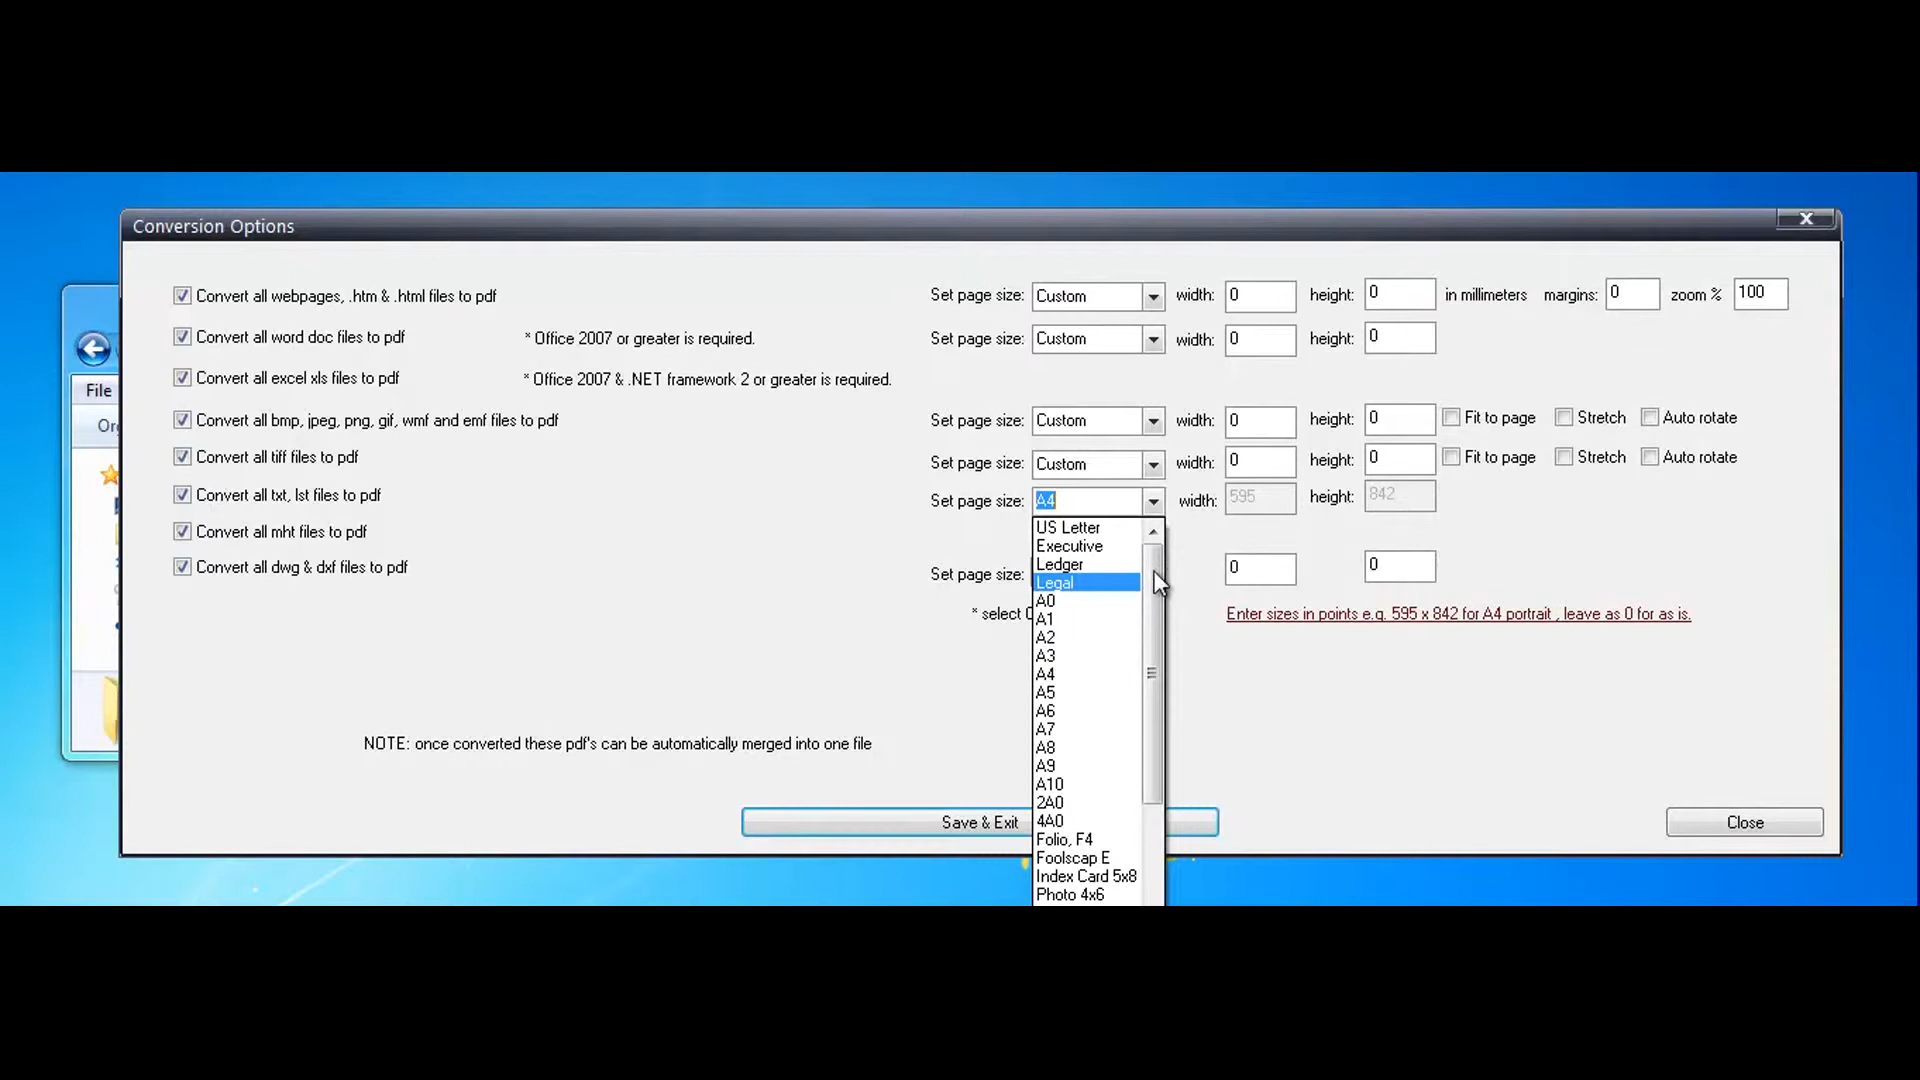 Conversion Options
Convert all webpages, .htm & .html files to pdf Set page size: Custom width: 0 height: 0 in millimeters margins: 0 zoom % 100
Convert all word doc files to pdf * Office 2007 or greater is required. Set page size: Custom width: 0 height: 0
File Convert all excel xls files to pdf * Office 2007 & .NET framework 2 or greater is required.
Convert all bmp, jpeg, png, gif, wmf and emf files to pdf Set page size: Custom width: 0 height: 0 Fit to page Stretch Auto rotate
Convert all tiff files to pdf Set page size: Custom width: 0 height: 0 Fit to page Stretch Auto rotate
Convert all txt, lst files to pdf Set page size: A4 width: 595 height: 842
Convert all mht files to pdf
Convert all dwg & dxf files to pdf Set page size: 0 0
* select
Enter sizes in points e.g. 595 x 842 for A4 portrait , leave as 0 for as is.
US Letter
Executive
Ledger
Legal
A0
A1
A2
A3
A4
A5
A6
A7
A8
A9
A10
2A0
4A0
Folio, F4
Foolscap E
Index Card 5x8
Photo 4x6
NOTE: once converted these pdf's can be automatically merged into one file
Save & Exit
Close